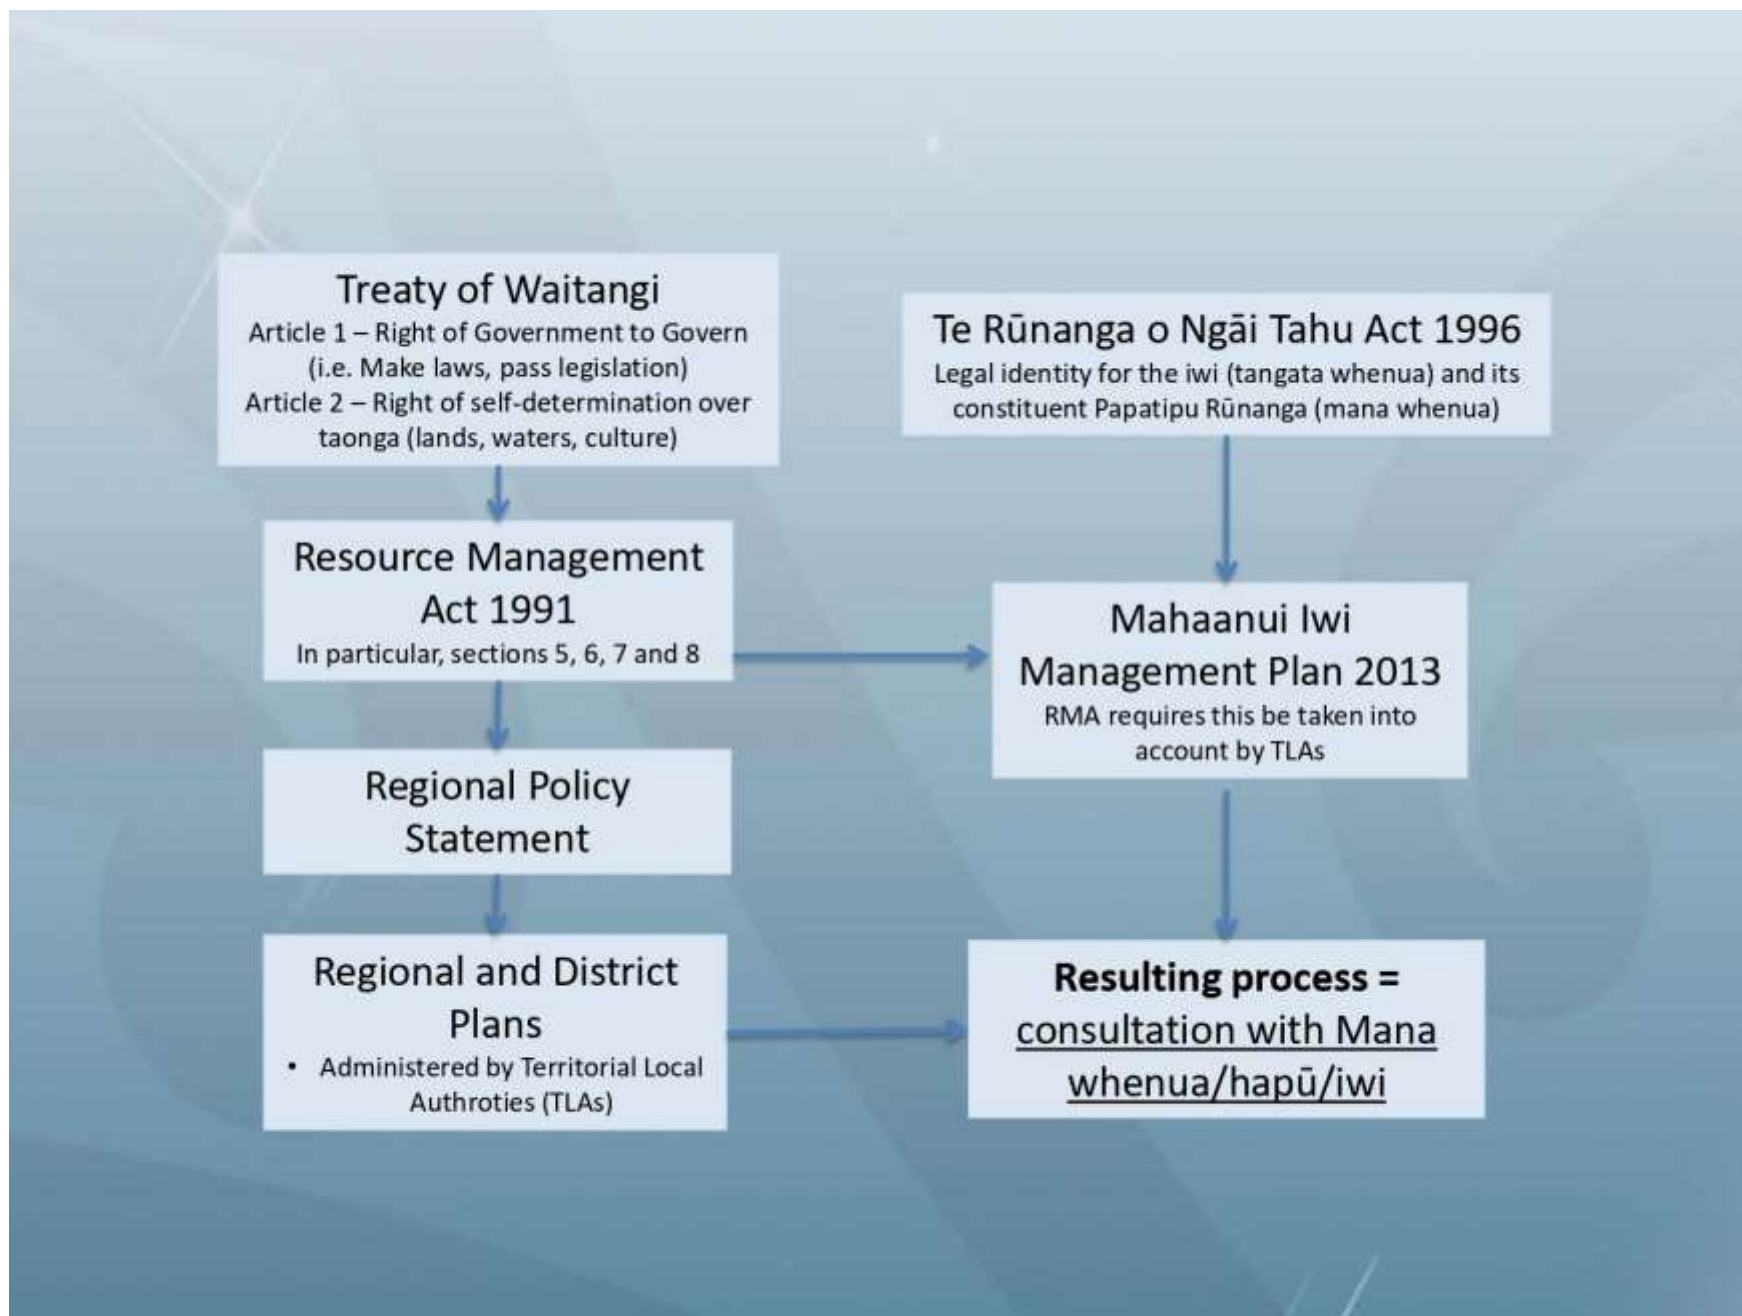 Treaty of Waitangi
Article 1 – Right of Government to Govern
(i.e. Make laws, pass legislation)
Article 2 – Right of self-determination over
taonga (lands, waters, culture)
Resource Management
Act 1991
In particular, sections 5, 6, 7 and 8
Regional Policy
Statement
Regional and District
Plans
• Administered by Territorial Local
Authroties (TLAs)
Te Rūnanga o Ngāi Tahu Act 1996
Legal identity for the iwi (tangata whenua) and its
constituent Papatipu Rūnanga (mana whenua)
Mahaanui Iwi
Management Plan 2013
RMA requires this be taken into
account by TLAs
Resulting process =
consultation with Mana
whenua/hapū/iwi